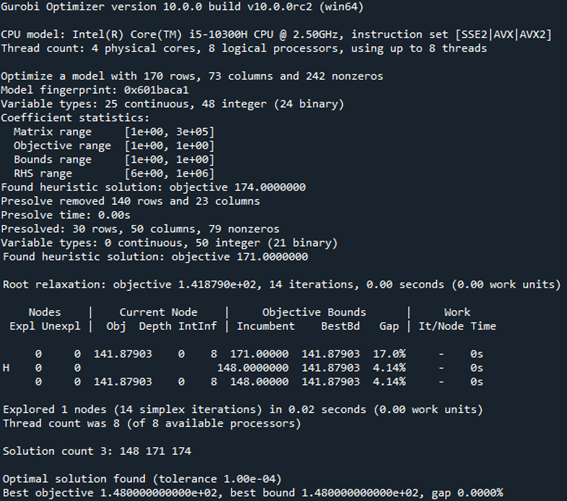 Gurobi Optimizer version 10.0.0 build v10.0.0rc2 (win64)

CPU model: Intel(R) Core(TM) i5-10300H CPU @ 2.50GHz, instruction set [SSE2|AVX|AVX2]
Thread count: 4 physical cores, 8 logical processors, using up to 8 threads

Optimize a model with 170 rows, 73 columns and 242 nonzeros
Model fingerprint: 0x601baca1
Variable types: 25 continuous, 48 integer (24 binary)
Coefficient statistics:
  Matrix range     [1e+00, 3e+05]
  Objective range  [1e+00, 1e+00]
  Bounds range     [1e+00, 1e+00]
  RHS range        [6e+00, 1e+06]
Found heuristic solution: objective 174.0000000
Presolve removed 140 rows and 23 columns
Presolve time: 0.00s
Presolved: 30 rows, 50 columns, 79 nonzeros
Variable types: 0 continuous, 50 integer (21 binary)
Found heuristic solution: objective 171.0000000

Root relaxation: objective 1.418790e+02, 14 iterations, 0.00 seconds (0.00 work units)

    Nodes    |    Current Node    |     Objective Bounds      |     Work
 Expl Unexpl |  Obj  Depth IntInf | Incumbent    BestBd   Gap | It/Node Time

     0     0  141.87903    0    8  171.00000  141.87903  17.0%     -    0s
H    0     0                     148.0000000  141.87903  4.14%     -    0s
     0     0  141.87903    0    8  148.00000  141.87903  4.14%     -    0s

Explored 1 nodes (14 simplex iterations) in 0.02 seconds (0.00 work units)
Thread count was 8 (of 8 available processors)

Solution count 3: 148 171 174

Optimal solution found (tolerance 1.00e-04)
Best objective 1.480000000000e+02, best bound 1.480000000000e+02, gap 0.0000%